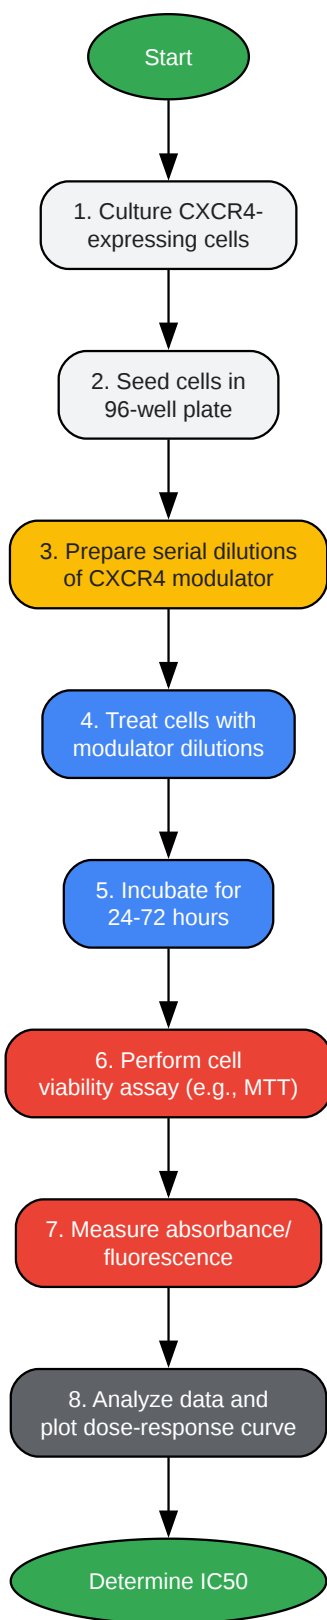 Start
1. Culture CXCR4-
expressing cells
2. Seed cells in
96-well plate
3. Prepare serial dilutions
of CXCR4 modulator
4. Treat cells with
modulator dilutions
5. Incubate for
24-72 hours
6. Perform cell
viability assay (e.g., MTT)
7. Measure absorbance/
fluorescence
8. Analyze data and
plot dose-response curve
Determine IC50